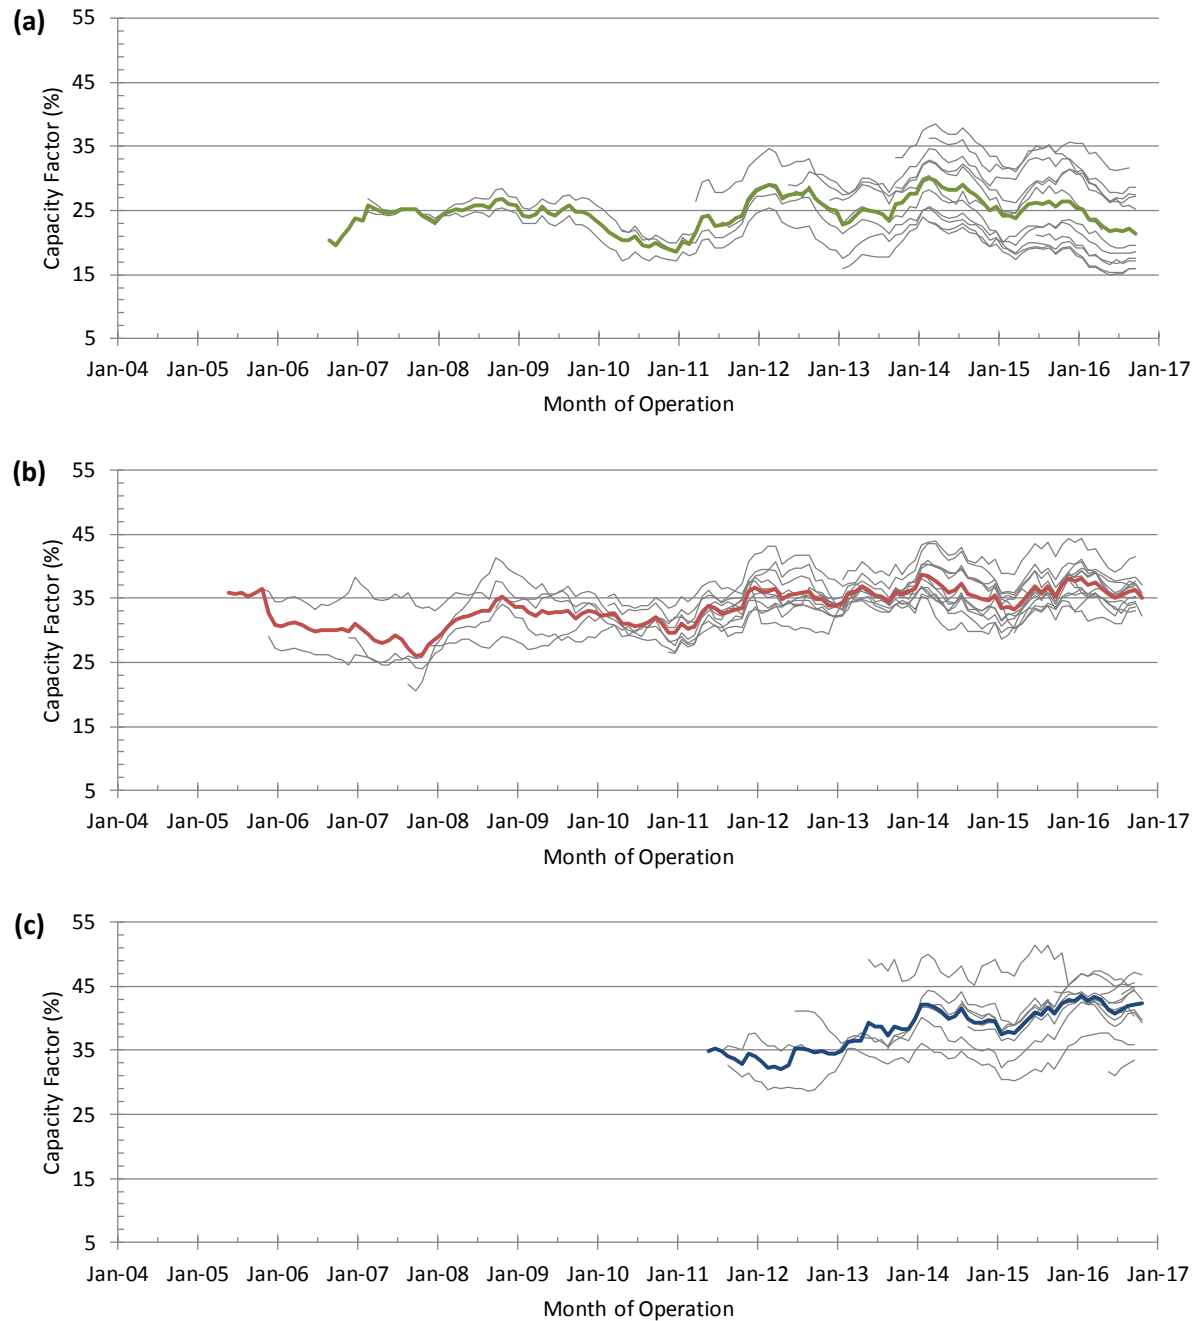 (a)
Capacity Factor (%)
55
45
35
25
15
5
Jan-04 Jan-05 Jan-06 Jan-07 Jan-08 Jan-09 Jan-10 Jan-11 Jan-12 Jan-13 Jan-14 Jan-15 Jan-16 Jan-17
Month of Operation
(b)
Capacity Factor (%)
55
45
35
25
15
5
Jan-04 Jan-05 Jan-06 Jan-07 Jan-08 Jan-09 Jan-10 Jan-11 Jan-12 Jan-13 Jan-14 Jan-15 Jan-16 Jan-17
Month of Operation
(c)
Capacity Factor (%)
55
45
35
25
15
5
Jan-04 Jan-05 Jan-06 Jan-07 Jan-08 Jan-09 Jan-10 Jan-11 Jan-12 Jan-13 Jan-14 Jan-15 Jan-16 Jan-17
Month of Operation